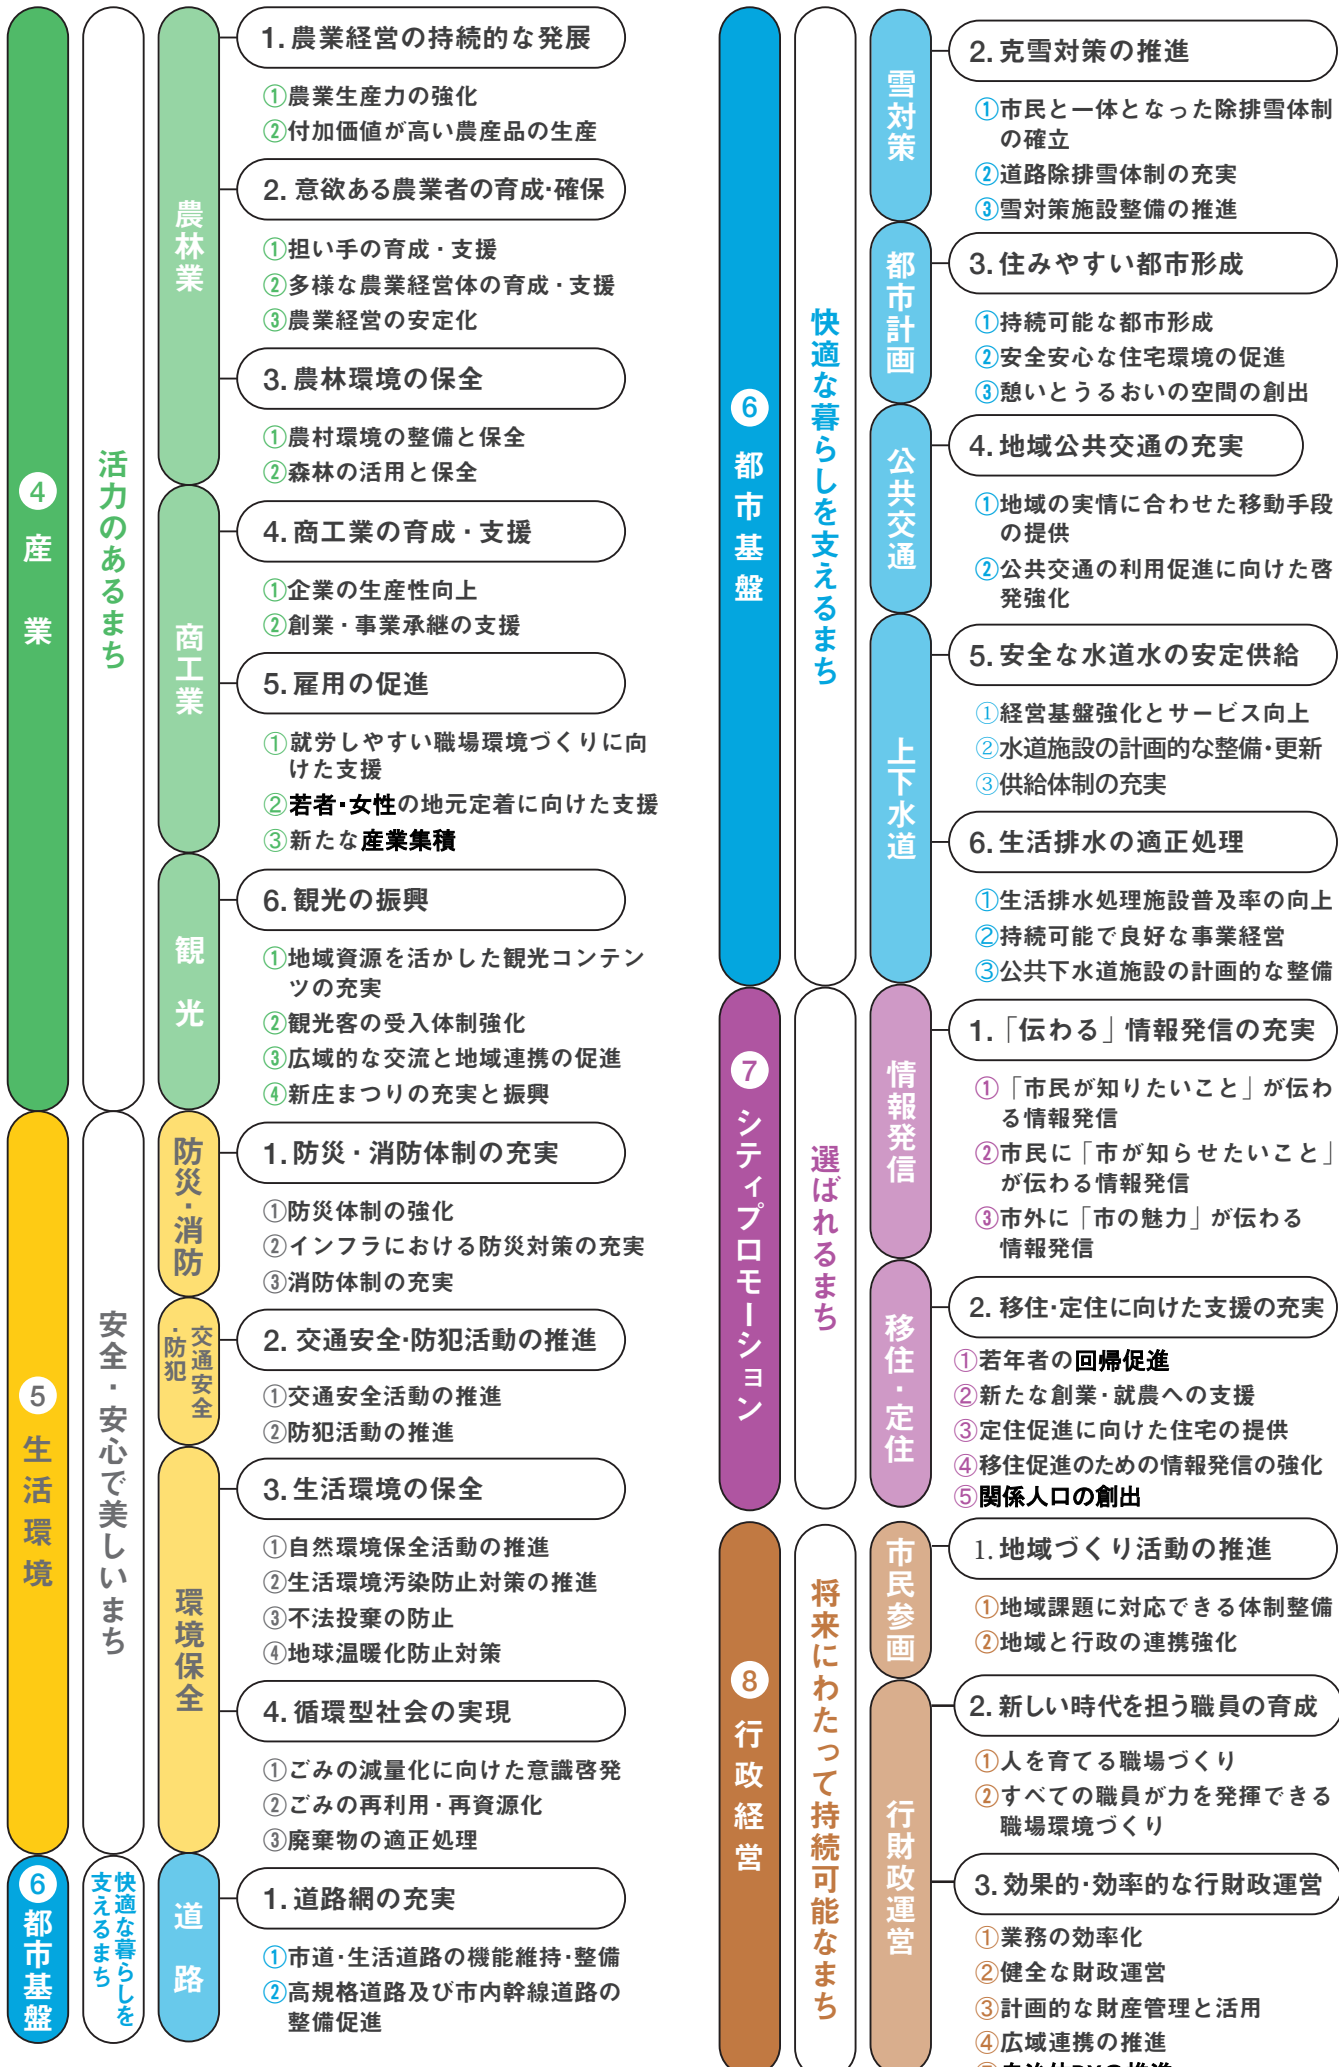 ④産業
活力のあるまち
農林業
1.農業経営の持続的な発展
①農業生産力の強化
②付加価値が高い農産品の生産
2.意欲ある農業者の育成･確保
①担い手の育成・支援
②多様な農業経営体の育成・支援
③農業経営の安定化
3.農林環境の保全
①農村環境の整備と保全
②森林の活用と保全
商工業
4.商工業の育成・支援
①企業の生産性向上
②創業・事業承継の支援
5.雇用の促進
①就労しやすい職場環境づくりに向
けた支援
②若者･女性の地元定着に向けた支援
③新たな産業集積
観光
6.観光の振興
①地域資源を活かした観光コンテン
ツの充実
②観光客の受入体制強化
③広域的な交流と地域連携の促進
④新庄まつりの充実と振興
⑤生活環境
安全・安心で美しいまち
防災・消防
1.防災・消防体制の充実
①防災体制の強化
②インフラにおける防災対策の充実
③消防体制の充実
交通安全
・防犯
2.交通安全･防犯活動の推進
①交通安全活動の推進
②防犯活動の推進
環境保全
3.生活環境の保全
①自然環境保全活動の推進
②生活環境汚染防止対策の推進
③不法投棄の防止
④地球温暖化防止対策
4.循環型社会の実現
①ごみの減量化に向けた意識啓発
②ごみの再利用・再資源化
③廃棄物の適正処理
⑥都市基盤
快適な暮らしを
支えるまち
道路
1.道路網の充実
①市道･生活道路の機能維持･整備
②高規格道路及び市内幹線道路の
整備促進
⑥都市基盤
快適な暮らしを支えるまち
雪対策
2.克雪対策の推進
①市民と一体となった除排雪体制
の確立
②道路除排雪体制の充実
③雪対策施設整備の推進
都市計画
3.住みやすい都市形成
①持続可能な都市形成
②安全安心な住宅環境の促進
③憩いとうるおいの空間の創出
公共交通
4.地域公共交通の充実
①地域の実情に合わせた移動手段
の提供
②公共交通の利用促進に向けた啓
発強化
上下水道
5.安全な水道水の安定供給
①経営基盤強化とサービス向上
②水道施設の計画的な整備･更新
③供給体制の充実
6.生活排水の適正処理
①生活排水処理施設普及率の向上
②持続可能で良好な事業経営
③公共下水道施設の計画的な整備
⑦シティプロモーション
選ばれるまち
情報発信
1.「伝わる」情報発信の充実
①「市民が知りたいこと」が伝わ
る情報発信
②市民に「市が知らせたいこと」
が伝わる情報発信
③市外に「市の魅力」が伝わる
情報発信
移住・定住
2.移住･定住に向けた支援の充実
①若年者の回帰促進
②新たな創業・就農への支援
③定住促進に向けた住宅の提供
④移住促進のための情報発信の強化
⑤関係人口の創出
⑧行政経営
将来にわたって持続可能なまち
市民参画
1.地域づくり活動の推進
①地域課題に対応できる体制整備
②地域と行政の連携強化
行財政運営
2.新しい時代を担う職員の育成
①人を育てる職場づくり
②すべての職員が力を発揮できる
職場環境づくり
3.効果的･効率的な行財政運営
①業務の効率化
②健全な財政運営
③計画的な財産管理と活用
④広域連携の推進